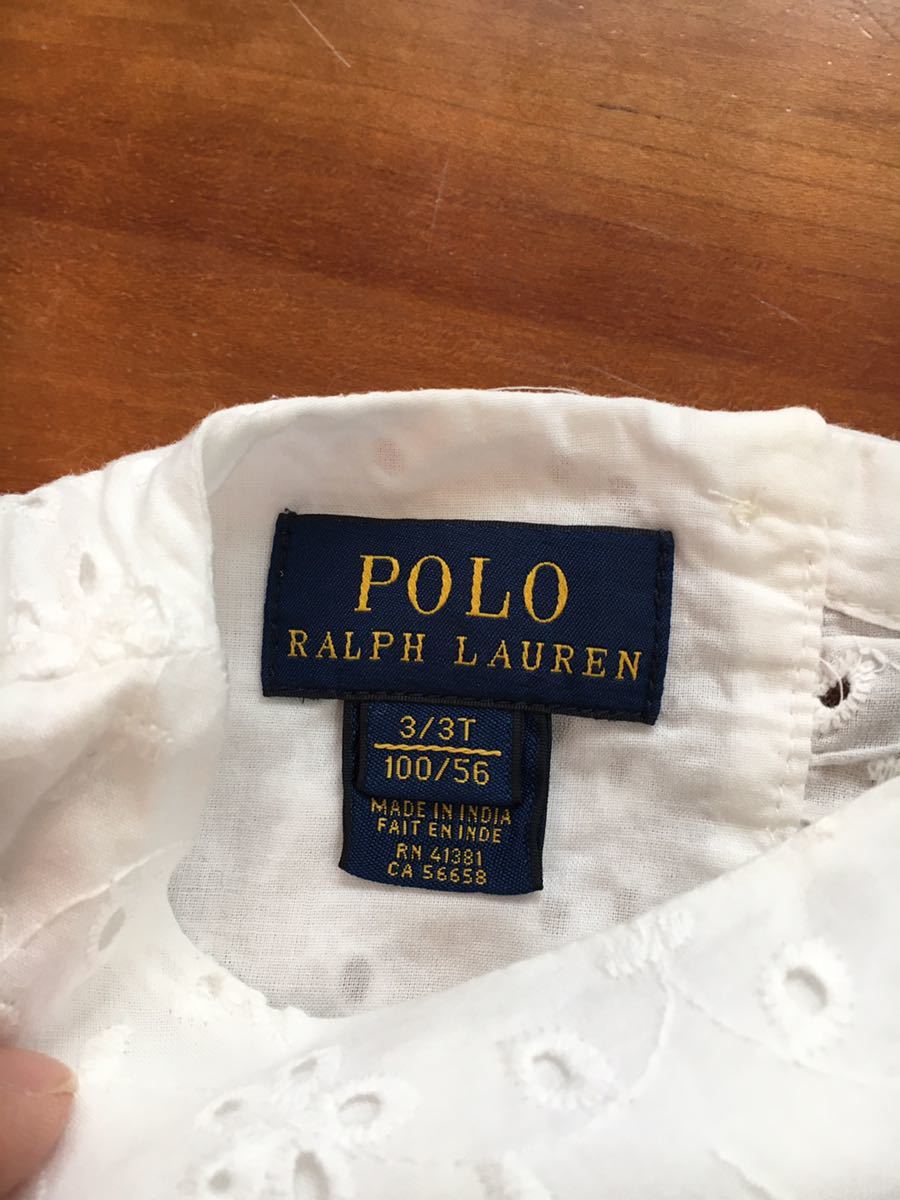 POLO
RALPH LAUREN
3/3T
100/56
MADE IN INDIA
FAIT EN INDE
RN 41381
CA 56658